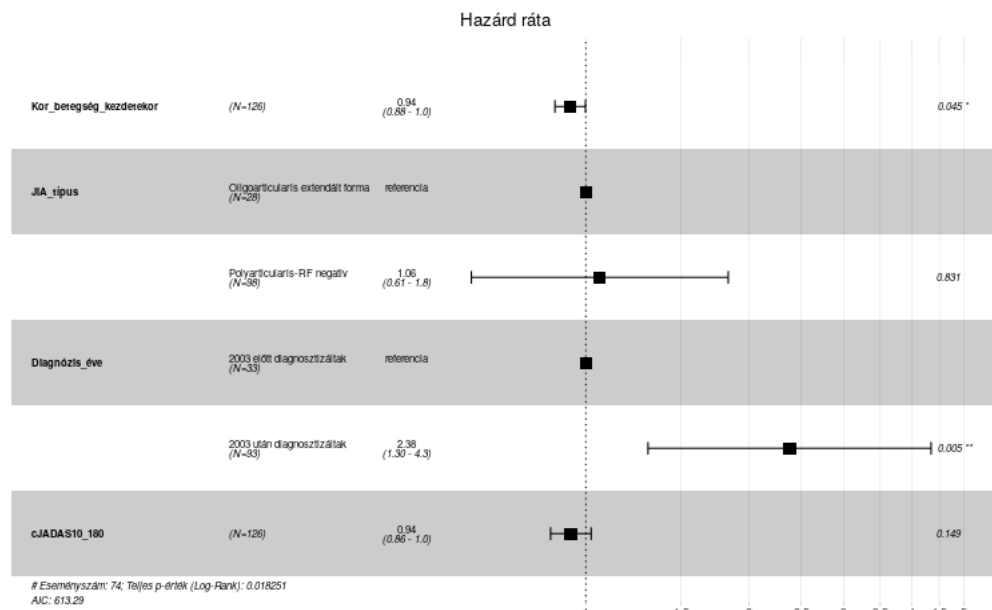 Hazárd ráta
Kor_betegség_kezdetekor (N=126) 0.94 0.045 *
(0.88 - 1.0)
JIA_típus Oligoarticularis extendált forma referencia
(N=28)
Polyarticularis-RF negatív 1.06 0.831
(N=98) (0.61 - 1.8)
Diagnózis_éve 2003 előtt diagnosztizáltak referencia
(N=33)
2003 után diagnosztizáltak 2.38 0.005 **
(N=93) (1.30 - 4.3)
cJADAS10_180 (N=126) 0.94 0.149
(0.86 - 1.0)
# Eseményszám: 74; Teljes p-érték (Log-Rank): 0.018251
AIC: 613.29